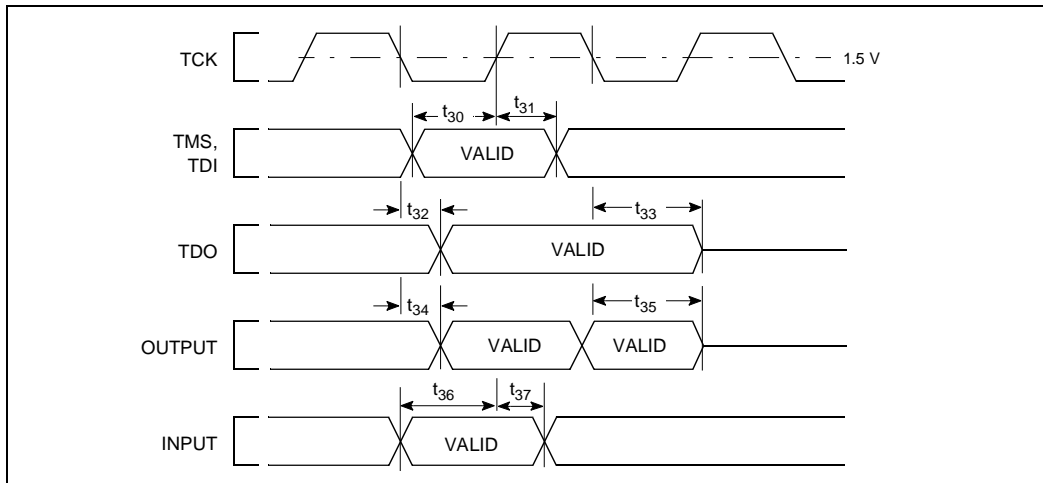 TCK
1.5 V
t30
t31
TMS,
TDI
VALID
t32
t33
TDO
VALID
t34
t35
OUTPUT
VALID
VALID
t36
t37
INPUT
VALID